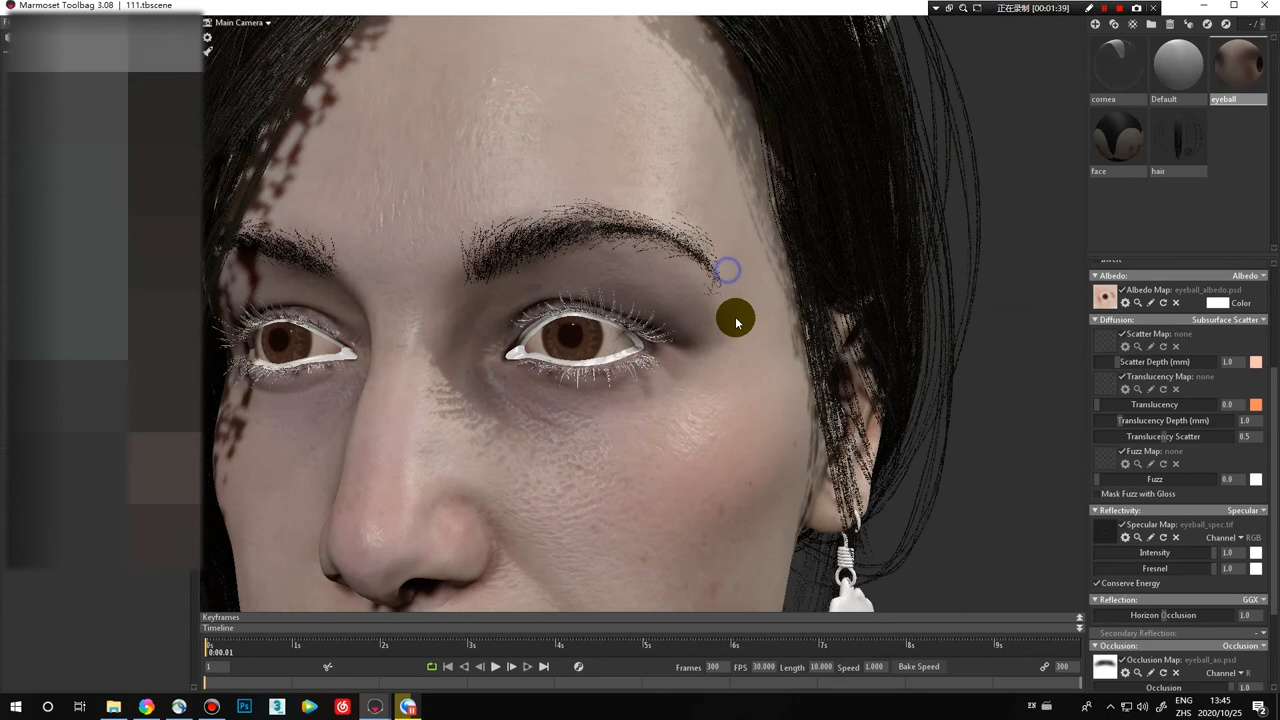 Marmoset Toolbag 3.08 | 111.tbscene
正在录制 [00:01:39]
Main Camera
cornea
Default
eyeball
face
hair
Albedo: Albedo
Albedo Map: eyeball_albedo.psd
Color
Diffusion: Subsurface Scatter
Scatter Map: none
Scatter Depth (mm) 1.0
Translucency Map: none
Translucency 0.0
Translucency Depth (mm) 1.0
Translucency Scatter 0.5
Fuzz Map: none
Fuzz 0.0
Mask Fuzz with Gloss
Reflectivity: Specular
Specular Map: eyeball_spec.tif
Channel RGB
Intensity 1.0
Fresnel 1.0
Conserve Energy
Reflection: GGX
Horizon Occlusion 1.0
Secondary Reflection:
Occlusion: Occlusion
Occlusion Map: eyeball_ao.psd
Channel R
Occlusion 1.0
Keyframes
Timeline
0s 1s 2s 3s 4s 5s 6s 7s 8s 9s
0:00.01
1 Frames 300 FPS 30.000 Length 10.000 Speed 1.000 Bake Speed 300
13:45
ZHS 2020/10/25